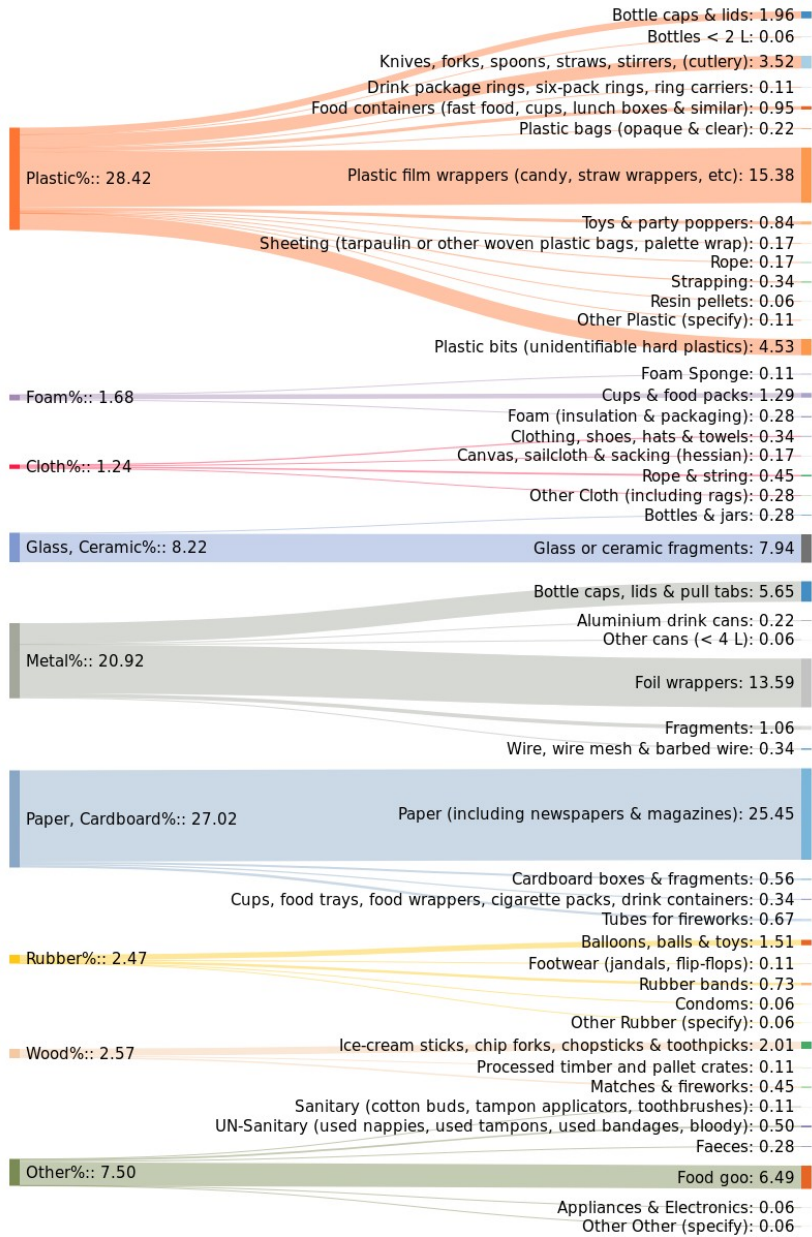 Bottle caps & lids: 1.96
Bottles < 2 L: 0.06
Knives, forks, spoons, straws, stirrers, (cutlery): 3.52
Drink package rings, six-pack rings, ring carriers: 0.11
Food containers (fast food, cups, lunch boxes & similar): 0.95
Plastic bags (opaque & clear): 0.22
Plastic%:: 28.42
Plastic film wrappers (candy, straw wrappers, etc): 15.38
Toys & party poppers: 0.84
Sheeting (tarpaulin or other woven plastic bags, palette wrap): 0.17
Rope: 0.17
Strapping: 0.34
Resin pellets: 0.06
Other Plastic (specify): 0.11
Plastic bits (unidentifiable hard plastics): 4.53
Foam Sponge: 0.11
Foam%:: 1.68
Cups & food packs: 1.29
Foam (insulation & packaging): 0.28
Clothing, shoes, hats & towels: 0.34
Canvas, sailcloth & sacking (hessian): 0.17
Cloth%:: 1.24
Rope & string: 0.45
Other Cloth (including rags): 0.28
Bottles & jars: 0.28
Glass, Ceramic%:: 8.22
Glass or ceramic fragments: 7.94
Bottle caps, lids & pull tabs: 5.65
Aluminium drink cans: 0.22
Other cans (< 4 L): 0.06
Metal%:: 20.92
Foil wrappers: 13.59
Fragments: 1.06
Wire, wire mesh & barbed wire: 0.34
Paper, Cardboard%:: 27.02
Paper (including newspapers & magazines): 25.45
Cardboard boxes & fragments: 0.56
Cups, food trays, food wrappers, cigarette packs, drink containers: 0.34
Tubes for fireworks: 0.67
Balloons, balls & toys: 1.51
Rubber%:: 2.47
Footwear (jandals, flip-flops): 0.11
Rubber bands: 0.73
Condoms: 0.06
Other Rubber (specify): 0.06
Ice-cream sticks, chip forks, chopsticks & toothpicks: 2.01
Wood%:: 2.57
Processed timber and pallet crates: 0.11
Matches & fireworks: 0.45
Sanitary (cotton buds, tampon applicators, toothbrushes): 0.11
UN-Sanitary (used nappies, used tampons, used bandages, bloody): 0.50
Faeces: 0.28
Other%:: 7.50
Food goo: 6.49
Appliances & Electronics: 0.06
Other Other (specify): 0.06